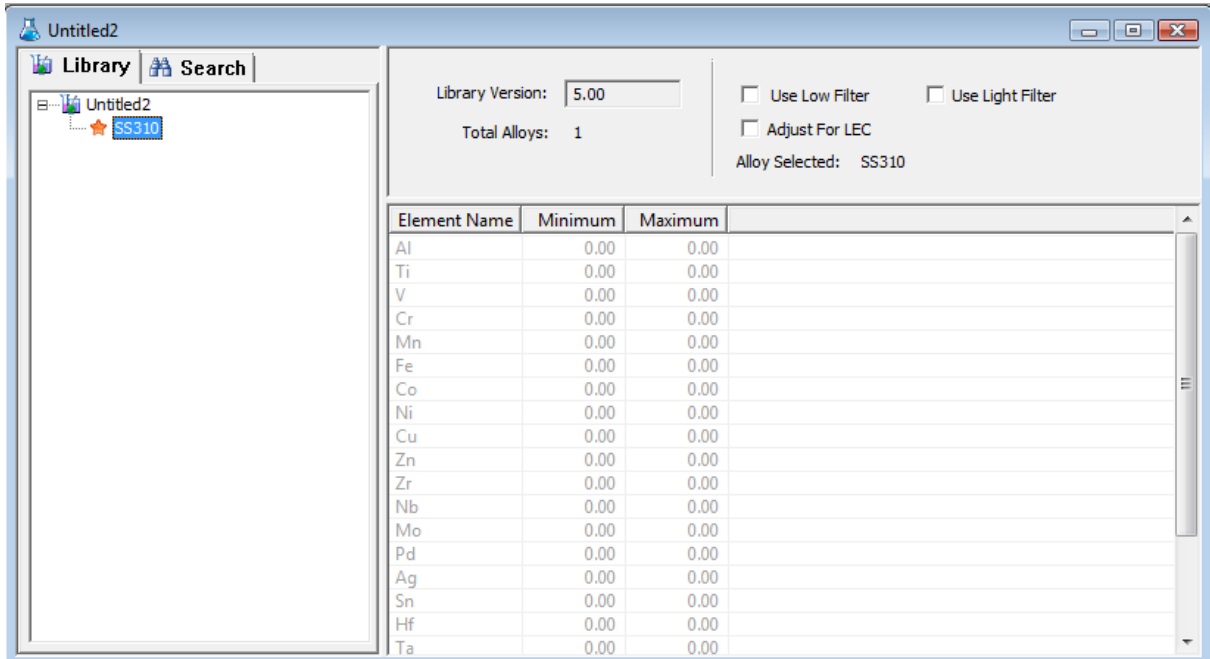 Untitled2
Library Search
Untitled2
SS310
Library Version: 5.00
Total Alloys: 1
Use Low Filter Use Light Filter
Adjust For LEC
Alloy Selected: SS310
Element Name Minimum Maximum
Al 0.00 0.00
Ti 0.00 0.00
V 0.00 0.00
Cr 0.00 0.00
Mn 0.00 0.00
Fe 0.00 0.00
Co 0.00 0.00
Ni 0.00 0.00
Cu 0.00 0.00
Zn 0.00 0.00
Zr 0.00 0.00
Nb 0.00 0.00
Mo 0.00 0.00
Pd 0.00 0.00
Ag 0.00 0.00
Sn 0.00 0.00
Hf 0.00 0.00
Ta 0.00 0.00